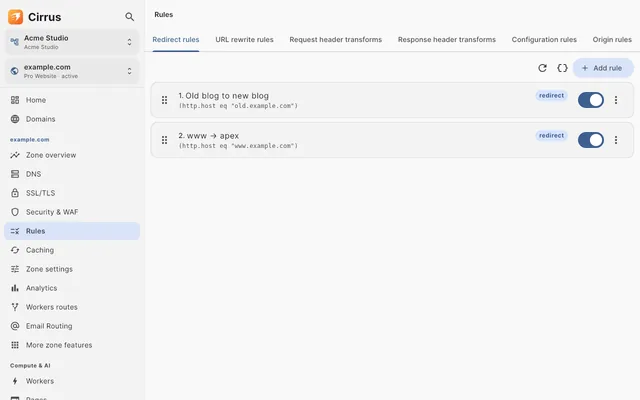 Cirrus
Acme Studio
Acme Studio
example.com
Pro Website · active
Home
Domains
example.com
Zone overview
DNS
SSL/TLS
Security & WAF
Rules
Caching
Zone settings
Analytics
Workers routes
Email Routing
More zone features
Compute & AI
Workers
Pages
Rules
Redirect rules
URL rewrite rules
Request header transforms
Response header transforms
Configuration rules
Origin rules
{}
+ Add rule
1. Old blog to new blog
(http.host eq "old.example.com")
redirect
2. www → apex
(http.host eq "www.example.com")
redirect